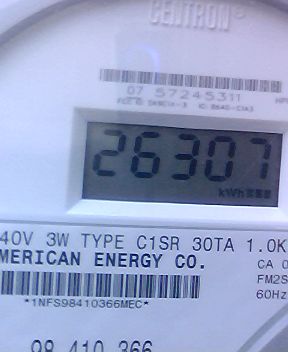 CENTRON®
07 57245311
26307
kWh
40V 3W TYPE C1SR 30TA 1.0K
MERICAN ENERGY CO.
CA 0
FM2S
60Hz
*1NFS98410366MEC*
98 410 366